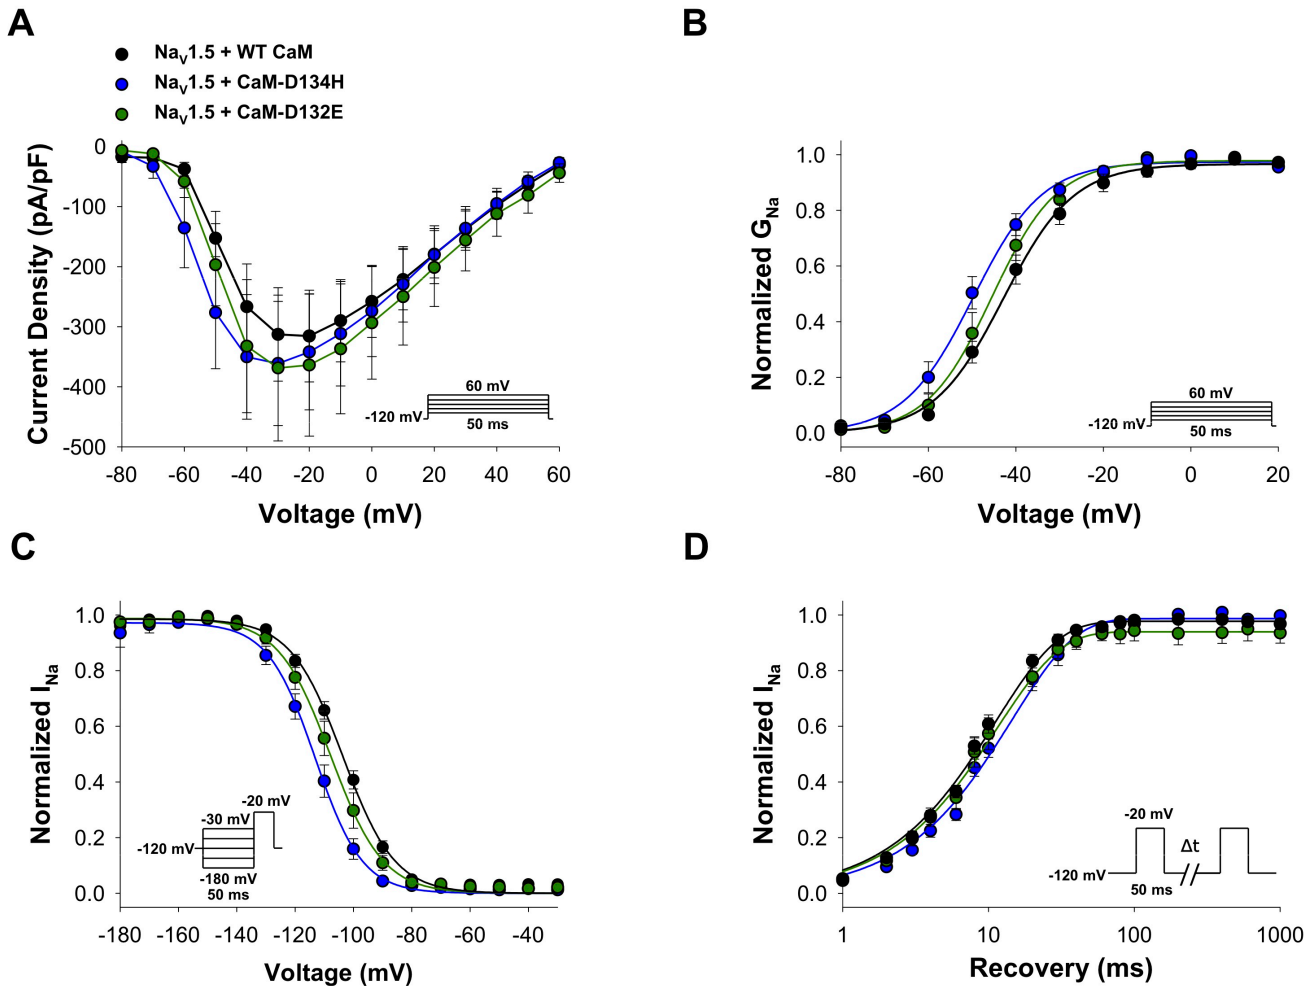 A
Naᵥ1.5 + WT CaM
Naᵥ1.5 + CaM-D134H
Naᵥ1.5 + CaM-D132E
Current Density (pA/pF)
0
-100
-200
-300
-400
-500
-80 -60 -40 -20 0 20 40 60
Voltage (mV)
60 mV
-120 mV
50 ms
B
Normalized G_Na
1.0
0.8
0.6
0.4
0.2
0.0
-80 -60 -40 -20 0 20
Voltage (mV)
60 mV
-120 mV
50 ms
C
Normalized I_Na
1.0
0.8
0.6
0.4
0.2
0.0
-180 -160 -140 -120 -100 -80 -60 -40
Voltage (mV)
-20 mV
-30 mV
-120 mV
-180 mV
50 ms
D
Normalized I_Na
1.0
0.8
0.6
0.4
0.2
0.0
1 10 100 1000
Recovery (ms)
-20 mV
Δt
-120 mV
50 ms